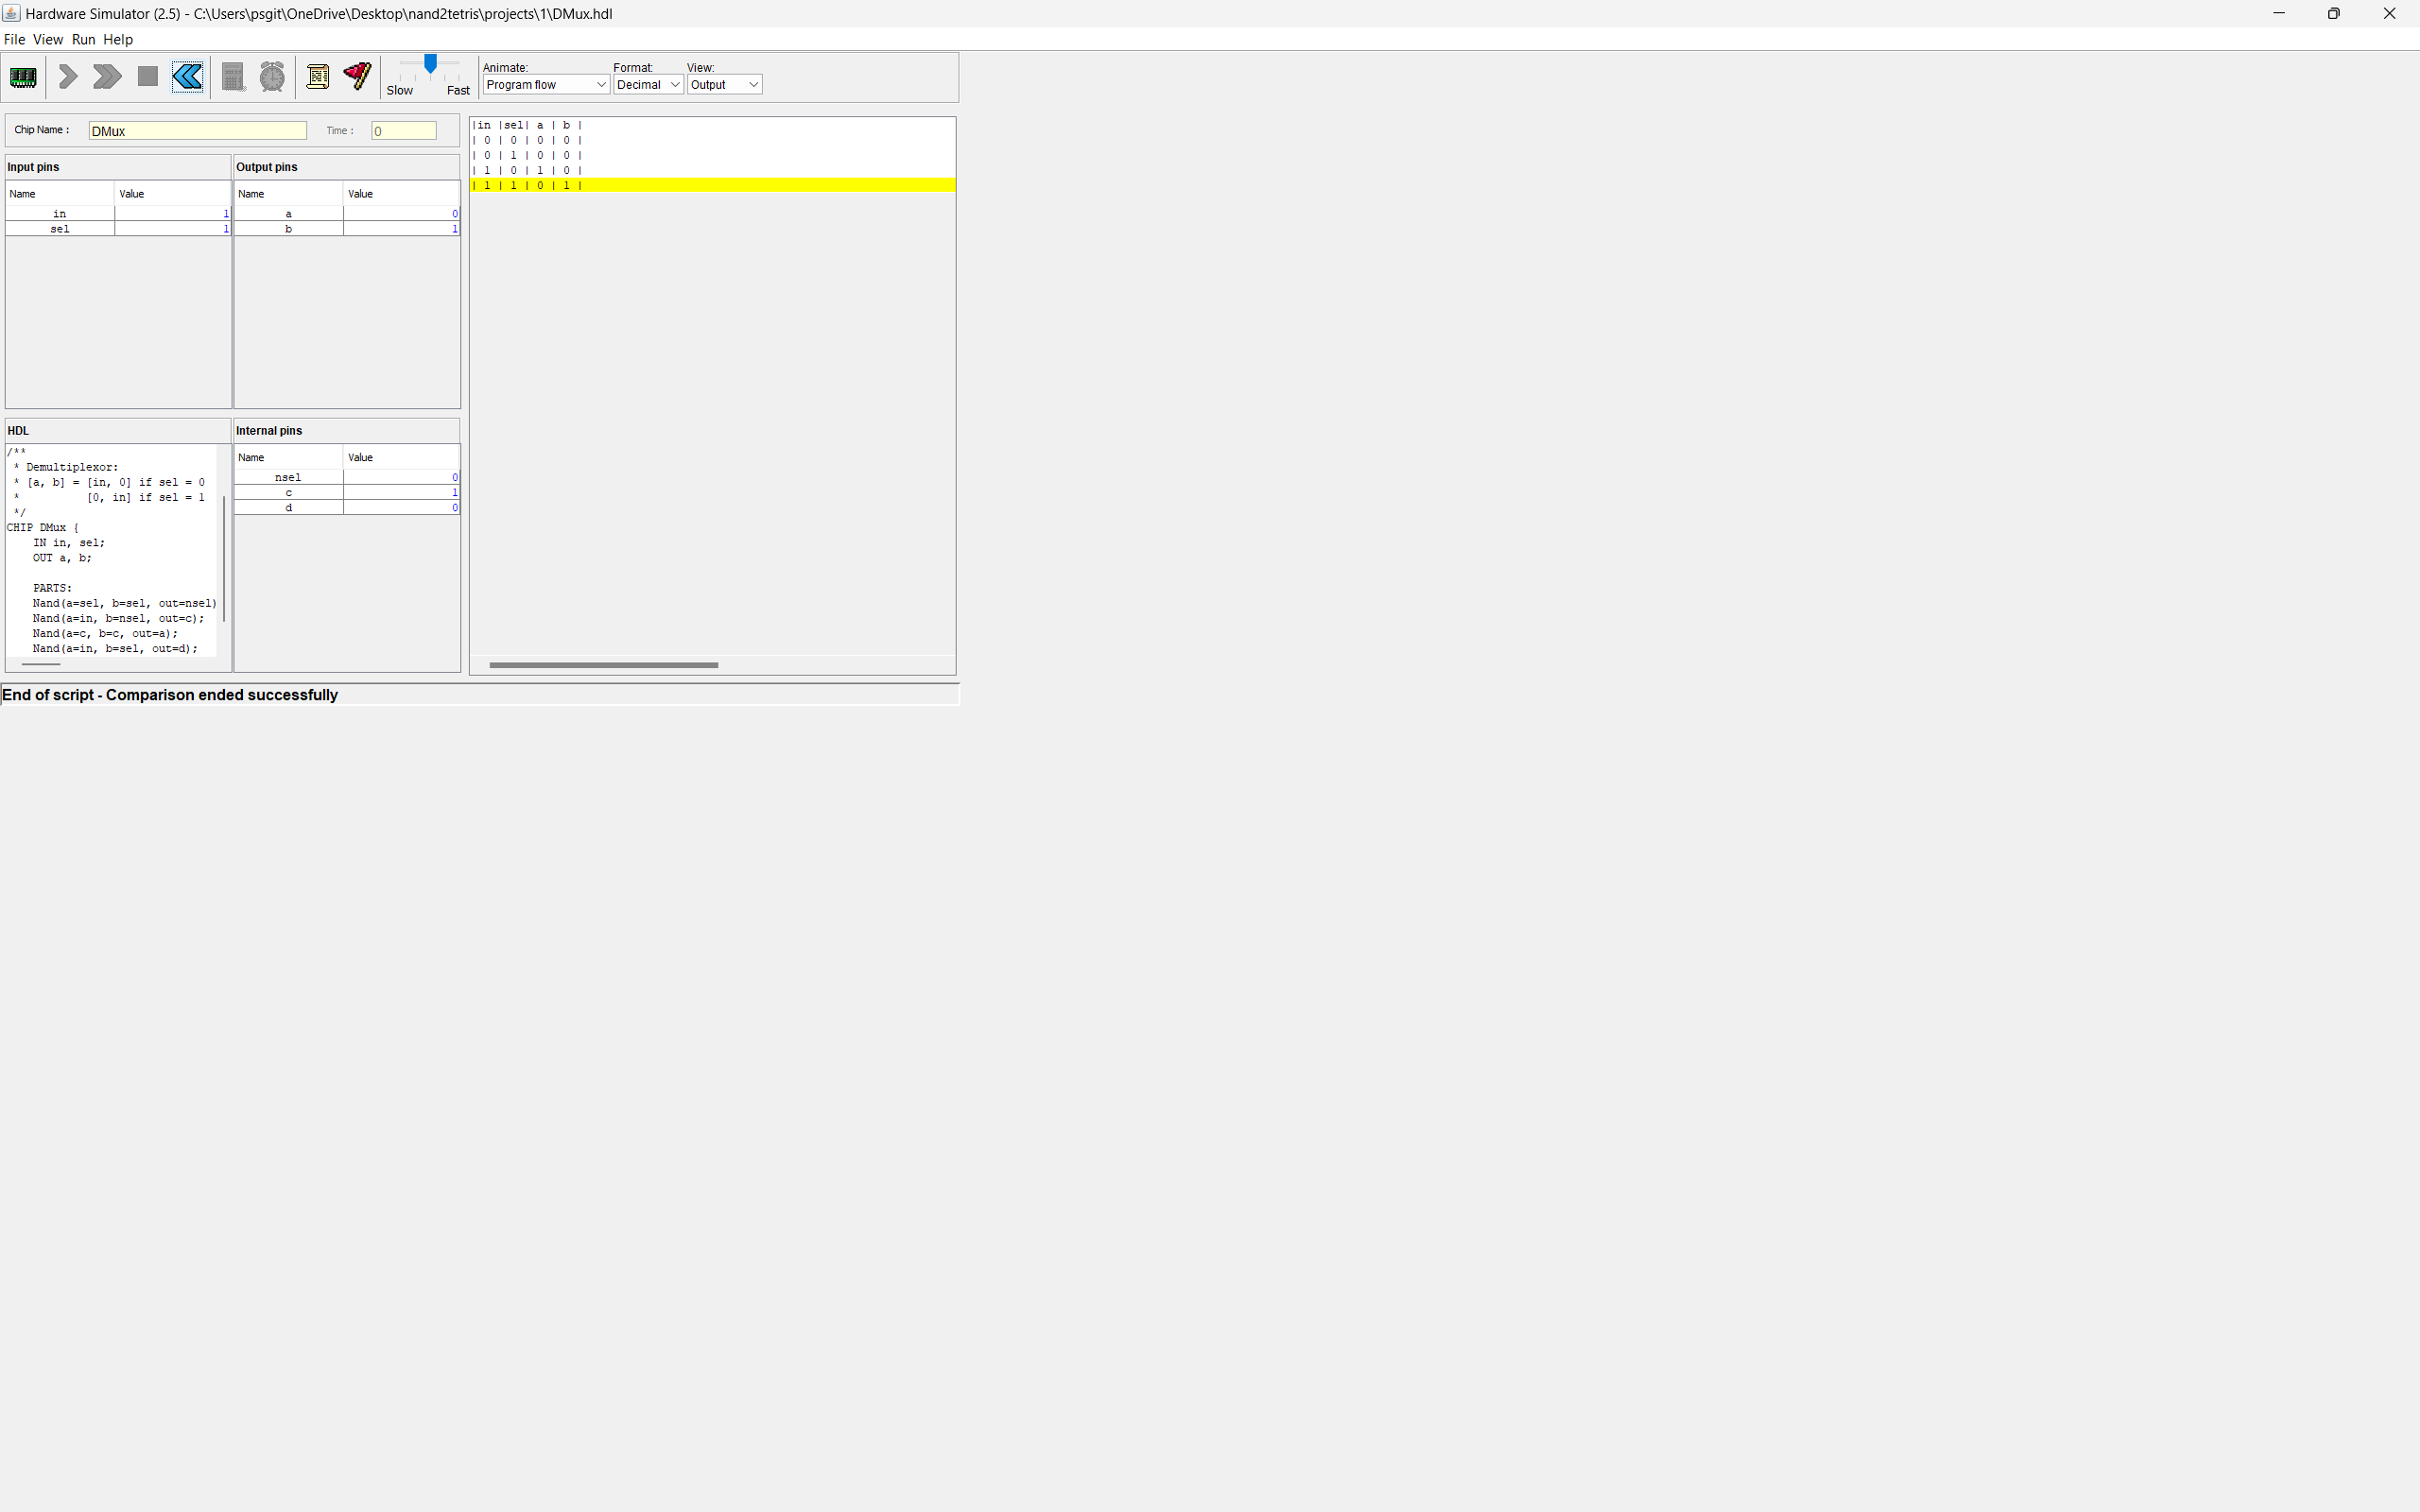 Hardware Simulator (2.5) - C:\Users\psgit\OneDrive\Desktop\nand2tetris\projects\1\DMux.hdl
File View Run Help
Slow Fast
Animate: Format: View:
Program flow Decimal Output
Chip Name : DMux Time : 0
Input pins
Name Value
in 1
sel 1
Output pins
Name Value
a 0
b 1
HDL
/**
* Demultiplexor:
* [a, b] = [in, 0] if sel = 0
* [0, in] if sel = 1
*/
CHIP DMux {
IN in, sel;
OUT a, b;
PARTS:
Nand(a=sel, b=sel, out=nsel)
Nand(a=in, b=nsel, out=c);
Nand(a=c, b=c, out=a);
Nand(a=in, b=sel, out=d);
Internal pins
Name Value
nsel 0
c 1
d 0
|in |sel| a | b |
| 0 | 0 | 0 | 0 |
| 0 | 1 | 0 | 0 |
| 1 | 0 | 1 | 0 |
| 1 | 1 | 0 | 1 |
End of script - Comparison ended successfully